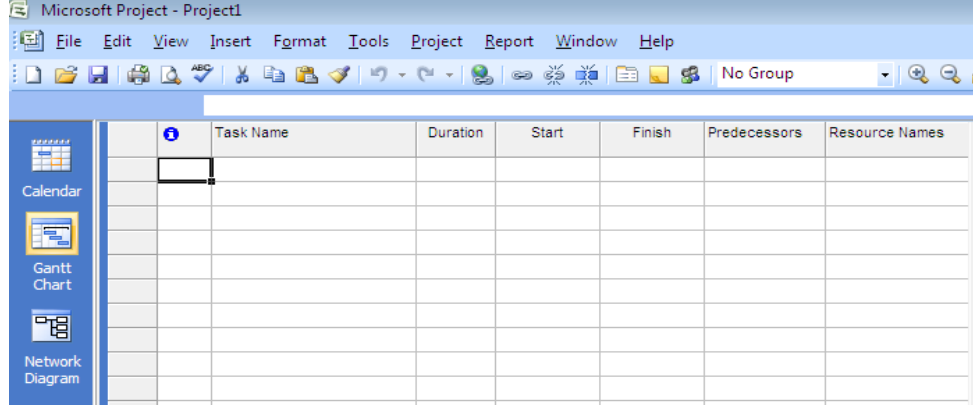 Microsoft Project - Project1
File Edit View Insert Format Tools Project Report Window Help
ABC No Group
Task Name Duration Start Finish Predecessors Resource Names
Calendar
Gantt
Chart
Network
Diagram